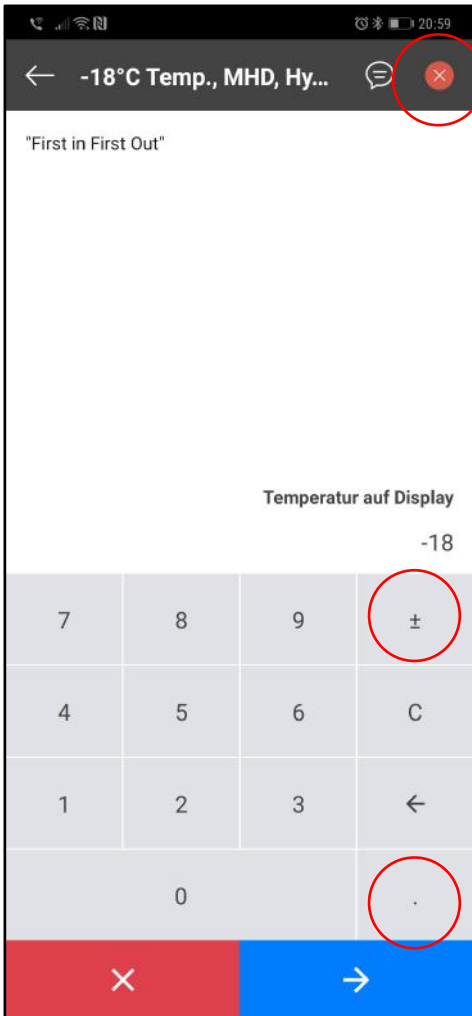 20:59
-18°C Temp., MHD, Hy...
"First in First Out"
Temperatur auf Display
-18
7 8 9 ±
4 5 6 C
1 2 3 ←
0 .
× →